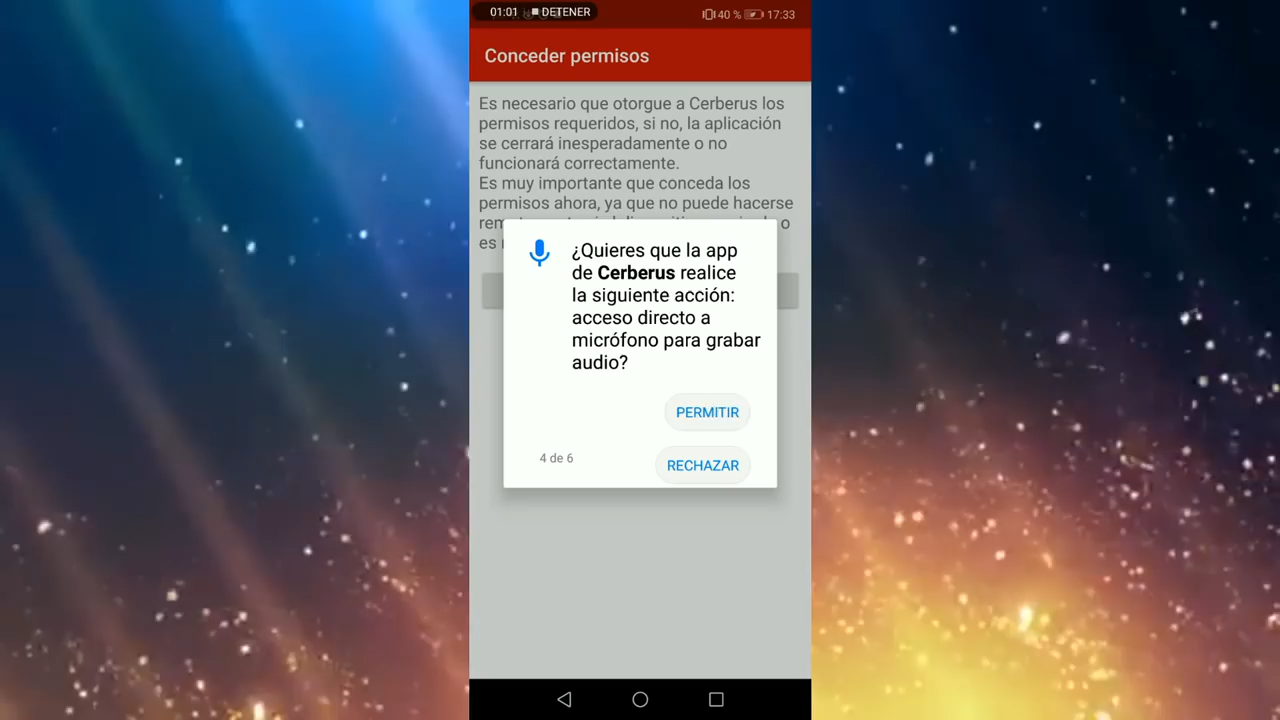 01:01 DETENER 40 % 17:33
Conceder permisos
Es necesario que otorgue a Cerberus los
permisos requeridos, si no, la aplicación
se cerrará inesperadamente o no
funcionará correctamente.
Es muy importante que conceda los
permisos ahora, ya que no puede hacerse
o
es
¿Quieres que la app
de Cerberus realice
la siguiente acción:
acceso directo a
micrófono para grabar
audio?
PERMITIR
4 de 6
RECHAZAR